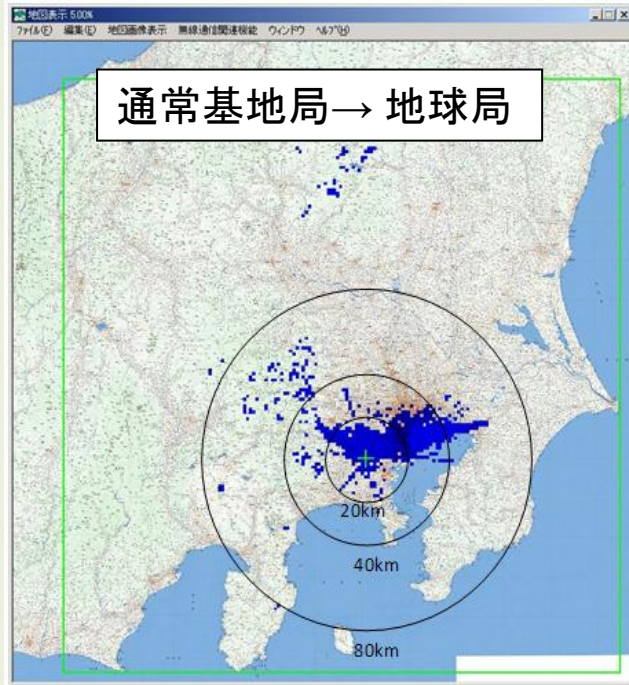 地図表示 5.00%
ファイル(F) 編集(E) 地図画像表示 無線通信関連機能 ウィンドウ ヘルプ(H)
通常基地局→ 地球局
20km
40km
80km